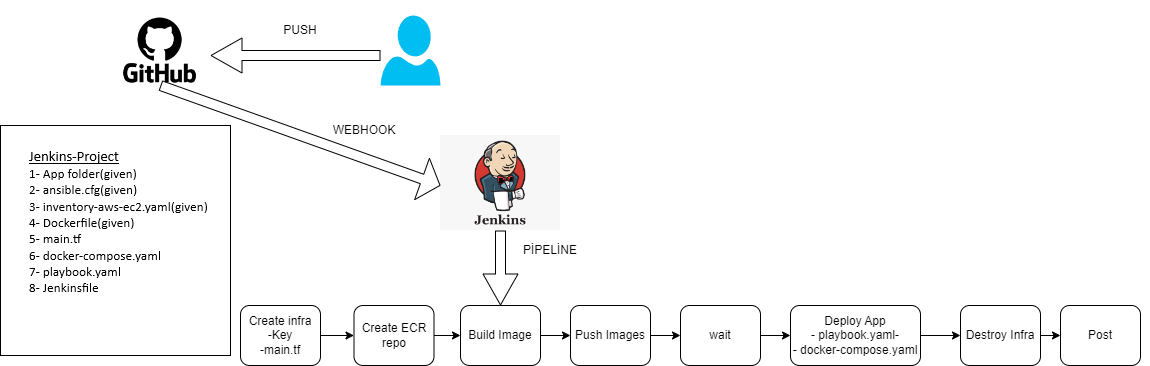 PUSH
GitHub
WEBHOOK
Jenkins-Project
1- App folder(given)
2- ansible.cfg(given)
3- inventory-aws-ec2.yaml(given)
4- Dockerfile(given)
5- main.tf
6- docker-compose.yaml
7- playbook.yaml
8- Jenkinsfile
Jenkins
PİPELİNE
Create infra
-Key
-main.tf
Create ECR
repo
Build Image
Push Images
wait
Deploy App
- playbook.yaml-
- docker-compose.yaml
Destroy Infra
Post